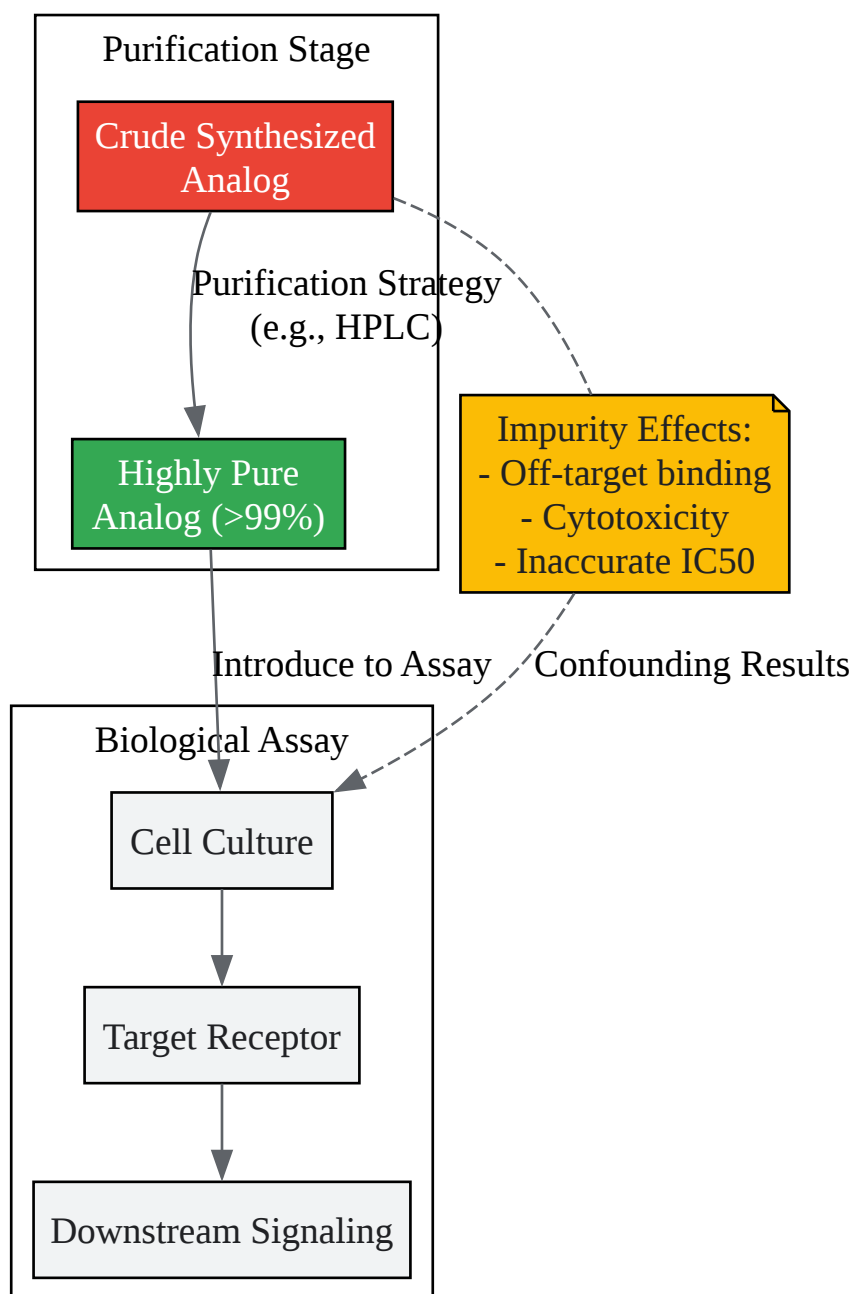 Purification Stage
Crude Synthesized
Analog
Purification Strategy
(e.g., HPLC)
Highly Pure
Analog (>99%)
Impurity Effects:
- Off-target binding
- Cytotoxicity
- Inaccurate IC50
Introduce to Assay
Confounding Results
Biological Assay
Cell Culture
Target Receptor
Downstream Signaling